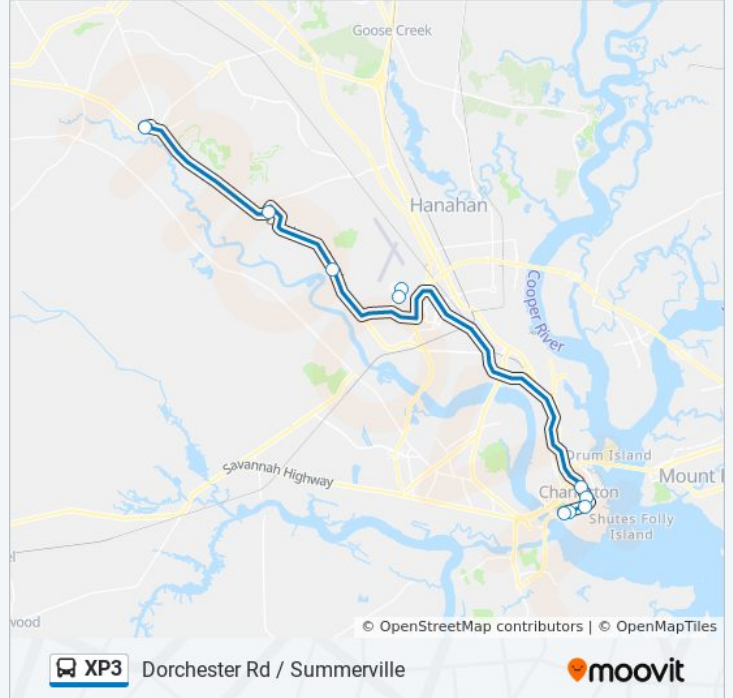 Goose Creek
Hanahan
Cooper River
Drum Island
Savannah Highway
Mount
Shutes Folly
Island
wood
© OpenStreetMap contributors | © OpenMapTiles
XP3 Dorchester Rd / Summerville
moovit